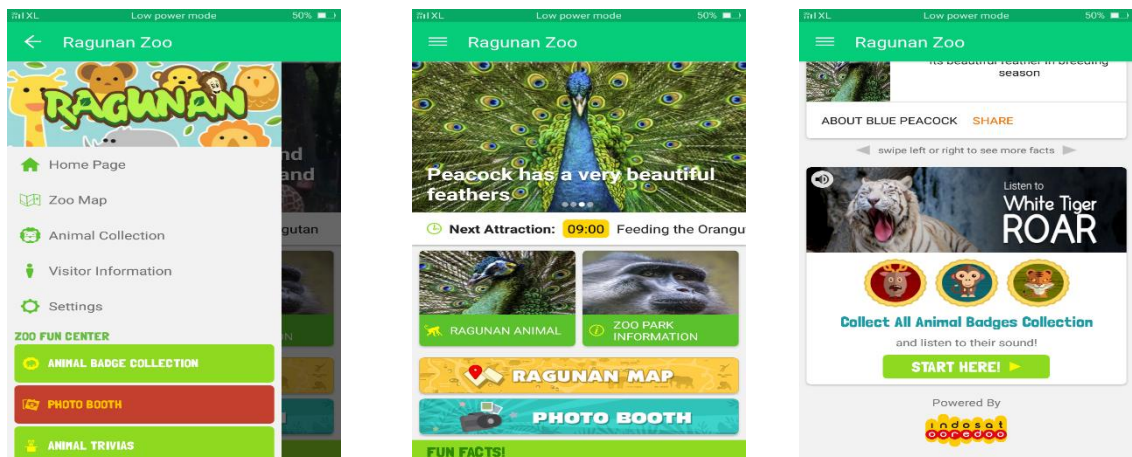 XL Low power mode 50%
Ragunan Zoo
RAGUNAN
Home Page
Zoo Map
Animal Collection
Visitor Information
Settings
ZOO FUN CENTER
ANIMAL BADGE COLLECTION
PHOTO BOOTH
ANIMAL TRIVIAS
nd
and
gutan
N
XL Low power mode 50%
Ragunan Zoo
Peacock has a very beautiful
feathers
Next Attraction: 09:00 Feeding the Orangu
RAGUNAN ANIMAL
ZOO PARK
INFORMATION
RAGUNAN MAP
PHOTO BOOTH
FUN FACTS!
XL Low power mode 50%
Ragunan Zoo
its beautiful feather in breeding
season
ABOUT BLUE PEACOCK SHARE
swipe left or right to see more facts
Listen to
White Tiger
ROAR
Collect All Animal Badges Collection
and listen to their sound!
START HERE!
Powered By
indosat
ooredoo